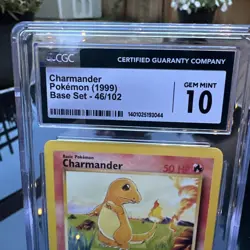 CGC
CERTIFIED GUARANTY COMPANY
Charmander
Pokémon (1999)
Base Set - 46/102
GEM MINT
10
1401025192044
Basic Pokémon
Charmander
50 HP